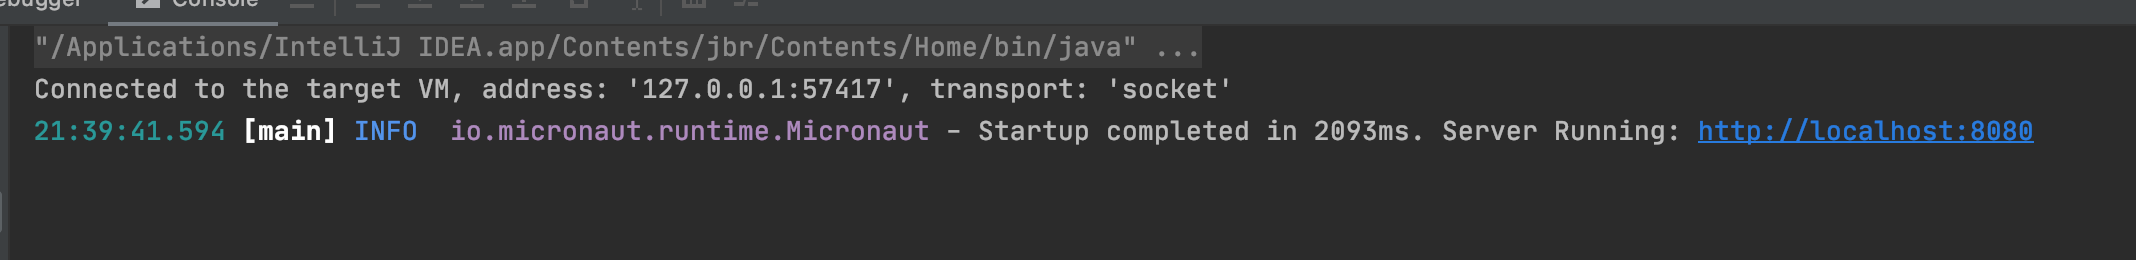 ebugger Console
"/Applications/IntelliJ IDEA.app/Contents/jbr/Contents/Home/bin/java" ...
Connected to the target VM, address: '127.0.0.1:57417', transport: 'socket'
21:39:41.594 [main] INFO  io.micronaut.runtime.Micronaut - Startup completed in 2093ms. Server Running: http://localhost:8080